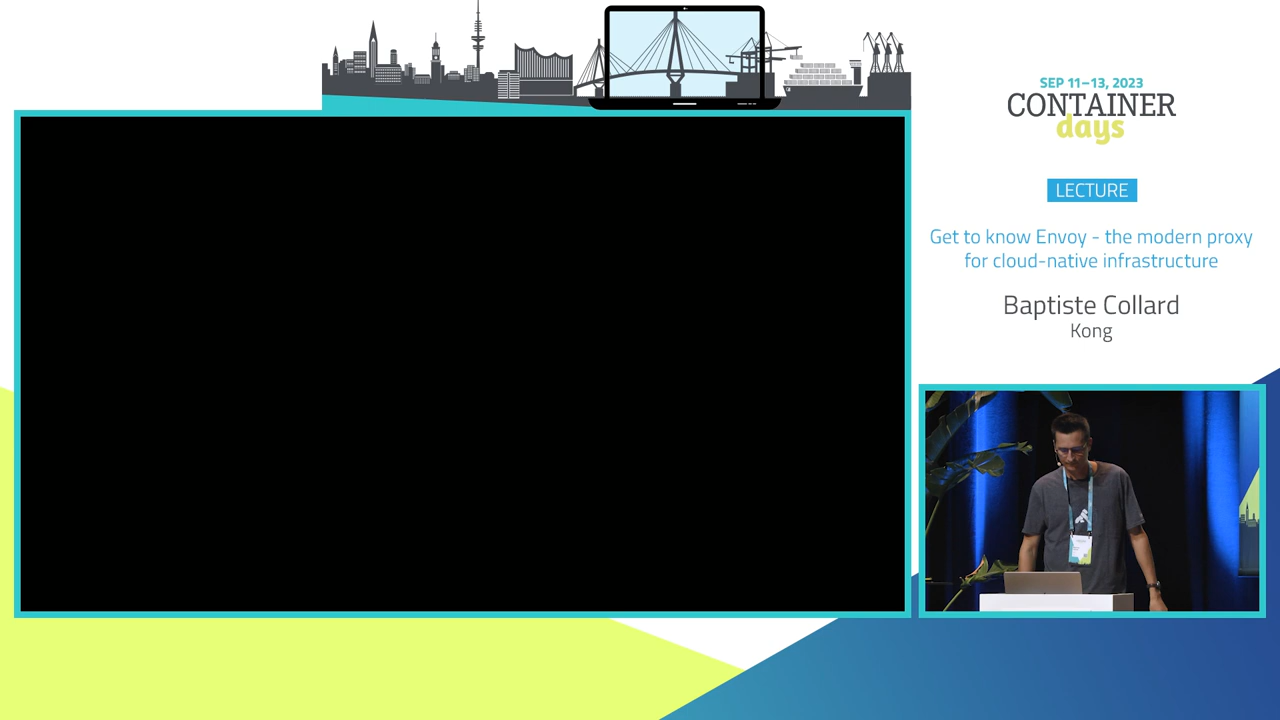 SEP 11–13, 2023
CONTAINER
days
LECTURE
Get to know Envoy - the modern proxy
for cloud-native infrastructure
Baptiste Collard
Kong